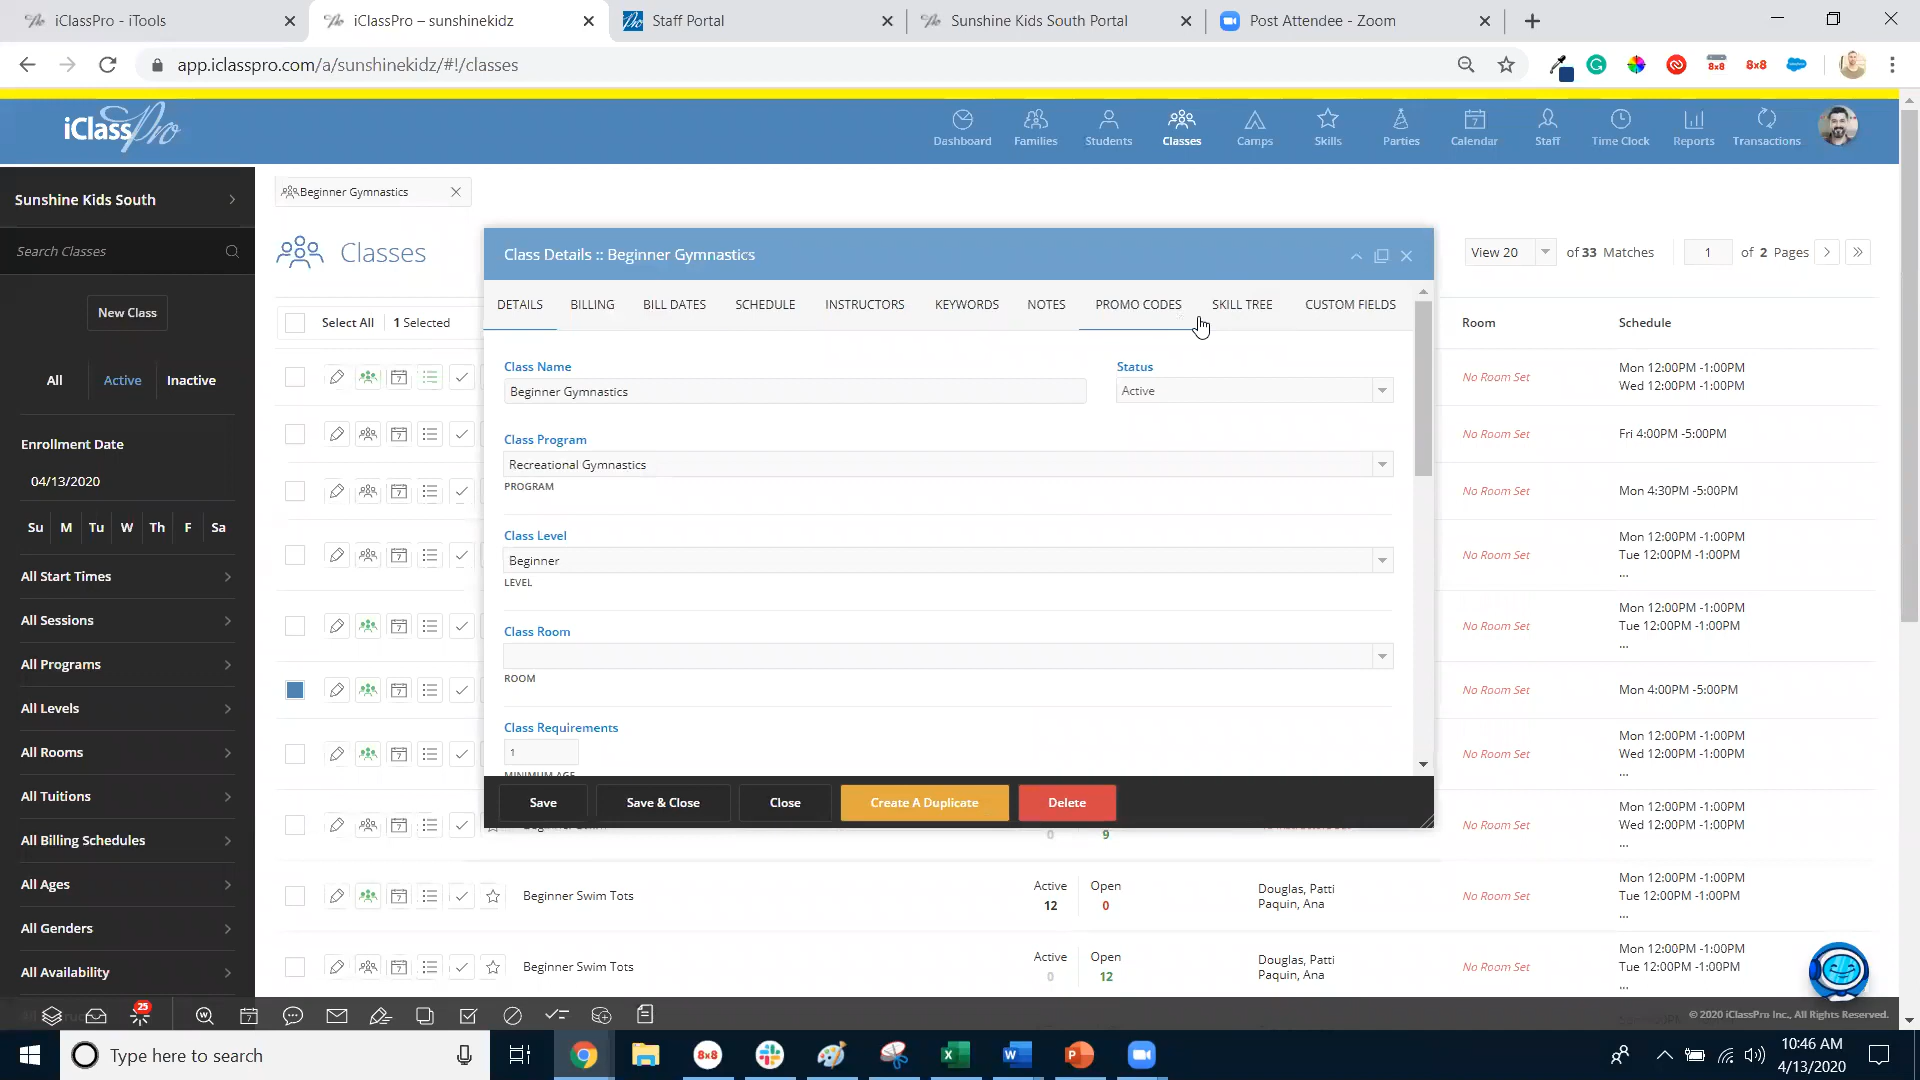 iClassPro - iTools
iClassPro – sunshinekidz
Staff Portal
Sunshine Kids South Portal
Post Attendee - Zoom
app.iclasspro.com/a/sunshinekidz/#!/classes
iClassPro
Dashboard
Families
Students
Classes
Camps
Skills
Parties
Calendar
Staff
Time Clock
Reports
Transactions
Sunshine Kids South
Beginner Gymnastics
Search Classes
Classes
View 20 of 33 Matches 1 of 2 Pages
New Class
Select All 1 Selected
Room
Schedule
All Active Inactive
Enrollment Date
04/13/2020
Su M Tu W Th F Sa
All Start Times
All Sessions
All Programs
All Levels
All Rooms
All Tuitions
All Billing Schedules
All Ages
All Genders
All Availability
Class Details :: Beginner Gymnastics
DETAILS BILLING BILL DATES SCHEDULE INSTRUCTORS KEYWORDS NOTES PROMO CODES SKILL TREE CUSTOM FIELDS
Class Name
Beginner Gymnastics
Status
Active
Class Program
Recreational Gymnastics
PROGRAM
Class Level
Beginner
LEVEL
Class Room
ROOM
Class Requirements
1
MINIMUM AGE
Save
Save & Close
Close
Create A Duplicate
Delete
No Room Set
Mon 12:00PM -1:00PM
Wed 12:00PM -1:00PM
No Room Set
Fri 4:00PM -5:00PM
No Room Set
Mon 4:30PM -5:00PM
No Room Set
Mon 12:00PM -1:00PM
Tue 12:00PM -1:00PM
...
No Room Set
Mon 12:00PM -1:00PM
Tue 12:00PM -1:00PM
...
No Room Set
Mon 4:00PM -5:00PM
No Room Set
Mon 12:00PM -1:00PM
Wed 12:00PM -1:00PM
...
Beginner Swim
0
9
No Room Set
Mon 12:00PM -1:00PM
Wed 12:00PM -1:00PM
...
Beginner Swim Tots
Active
12
Open
0
Douglas, Patti
Paquin, Ana
No Room Set
Mon 12:00PM -1:00PM
Tue 12:00PM -1:00PM
...
Beginner Swim Tots
Active
0
Open
12
Douglas, Patti
Paquin, Ana
No Room Set
Mon 12:00PM -1:00PM
Tue 12:00PM -1:00PM
...
25
© 2020 iClassPro Inc., All Rights Reserved.
Type here to search
8x8
10:46 AM
4/13/2020